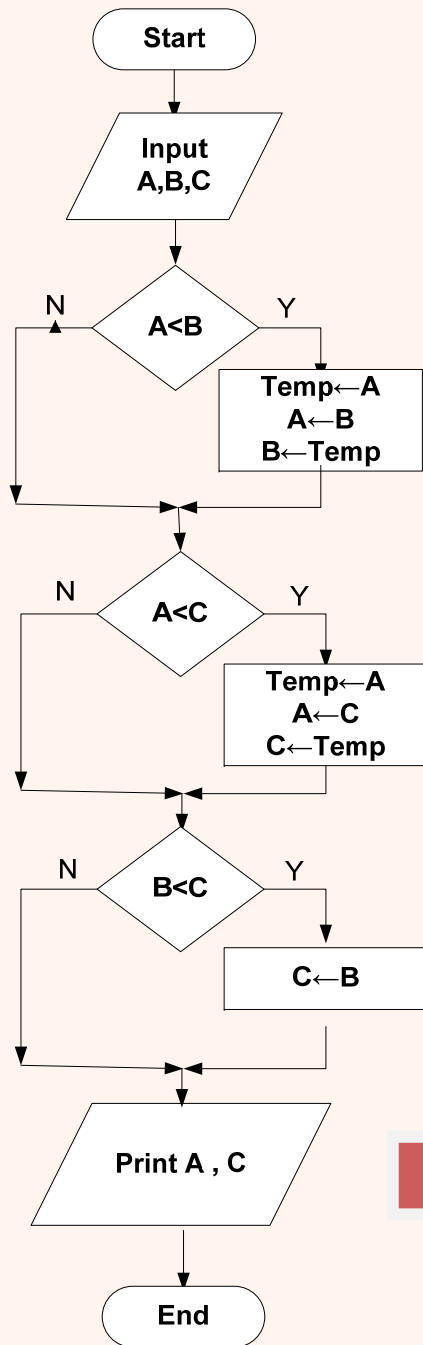 Start
Input
A,B,C
N
A<B
Y
Temp←A
A←B
B←Temp
N
A<C
Y
Temp←A
A←C
C←Temp
N
B<C
Y
C←B
Print A , C
End